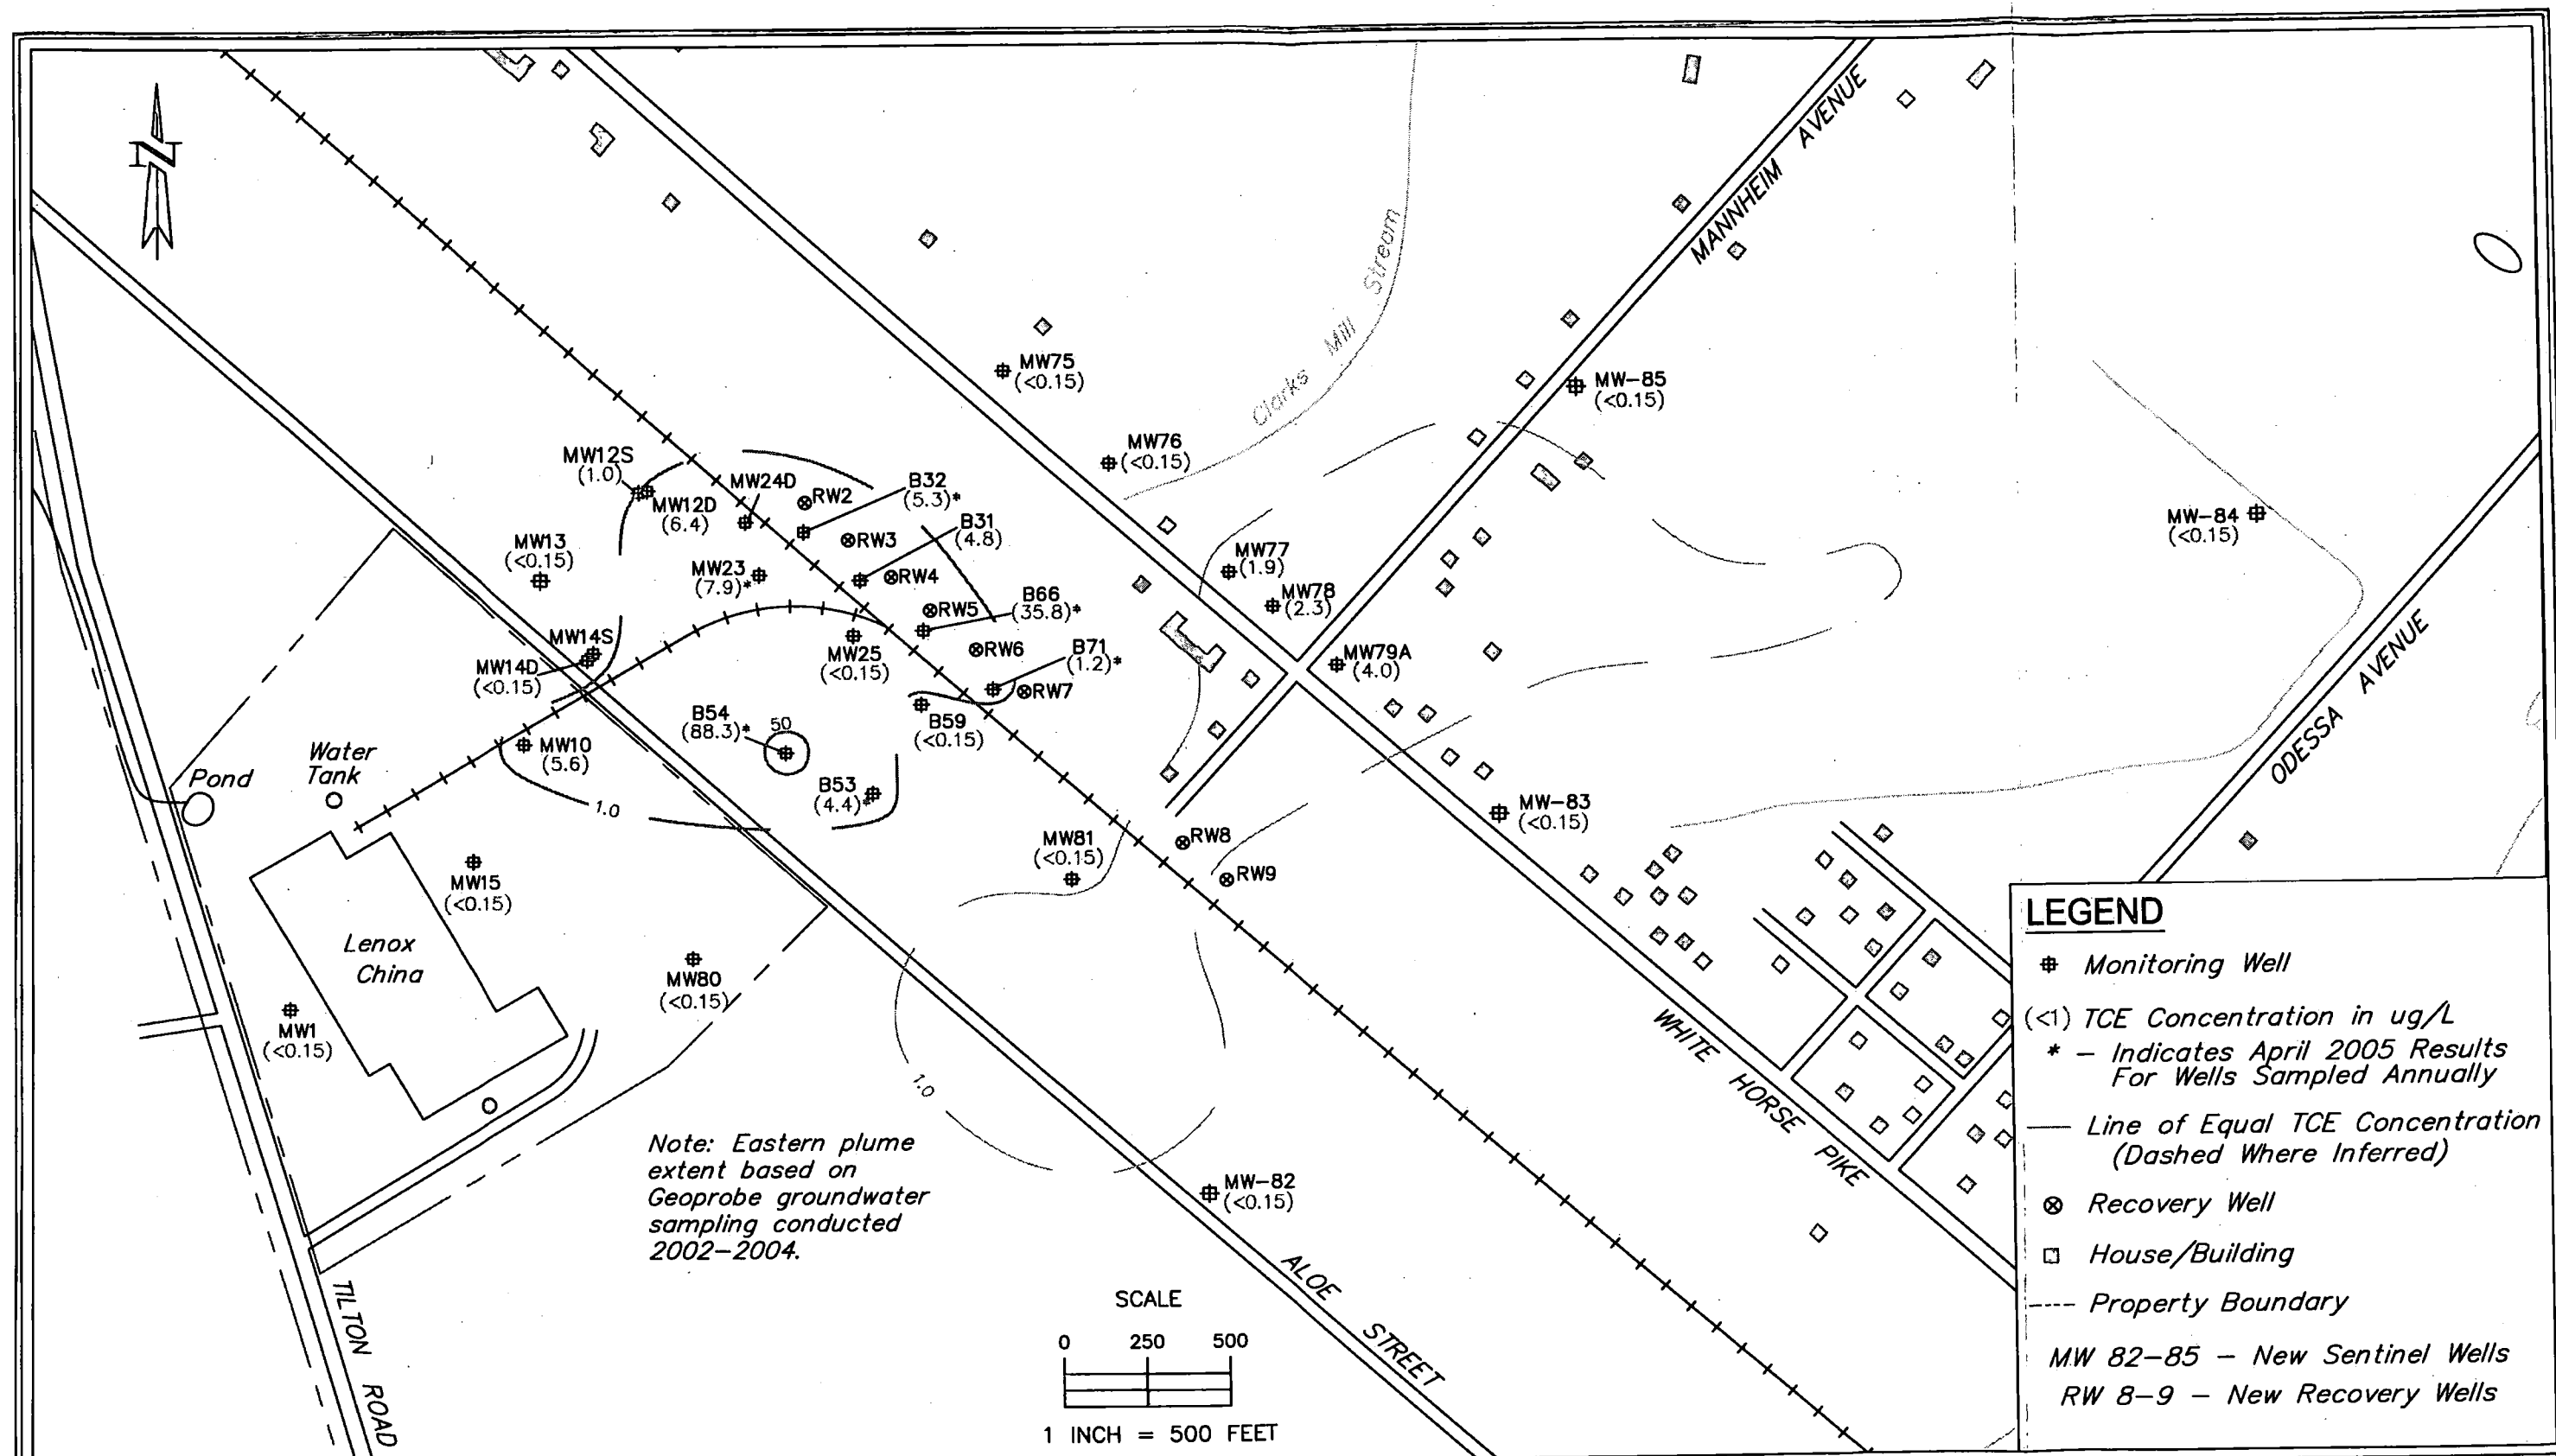 N
MANNHEIM AVENUE
Clarks Mill Stream
MW75
(<0.15)
MW-85
(<0.15)
MW76
(<0.15)
MW12S
(1.0)
MW24D
RW2
B32
(5.3)*
MW12D
(6.4)
RW3
B31
(4.8)
MW-84
(<0.15)
MW13
(<0.15)
MW23
(7.9)*
RW4
MW77
(1.9)
MW78
(2.3)
RW5
B66
(35.8)*
MW14S
MW14D
(<0.15)
MW25
(<0.15)
RW6
B71
(1.2)*
MW79A
(4.0)
RW7
ODESSA AVENUE
B54
(88.3)*
50
B59
(<0.15)
MW10
(5.6)
Water
Tank
Pond
B53
(4.4)*
1.0
MW-83
(<0.15)
MW81
(<0.15)
RW8
RW9
MW15
(<0.15)
Lenox
China
MW80
(<0.15)
MW1
(<0.15)
1.0
WHITE HORSE PIKE
Note: Eastern plume
extent based on
Geoprobe groundwater
sampling conducted
2002-2004.
MW-82
(<0.15)
ALOE STREET
TILTON ROAD
SCALE
0 250 500
1 INCH = 500 FEET
LEGEND
Monitoring Well
(<1) TCE Concentration in ug/L
* - Indicates April 2005 Results
For Wells Sampled Annually
Line of Equal TCE Concentration
(Dashed Where Inferred)
Recovery Well
House/Building
Property Boundary
MW 82-85 - New Sentinel Wells
RW 8-9 - New Recovery Wells